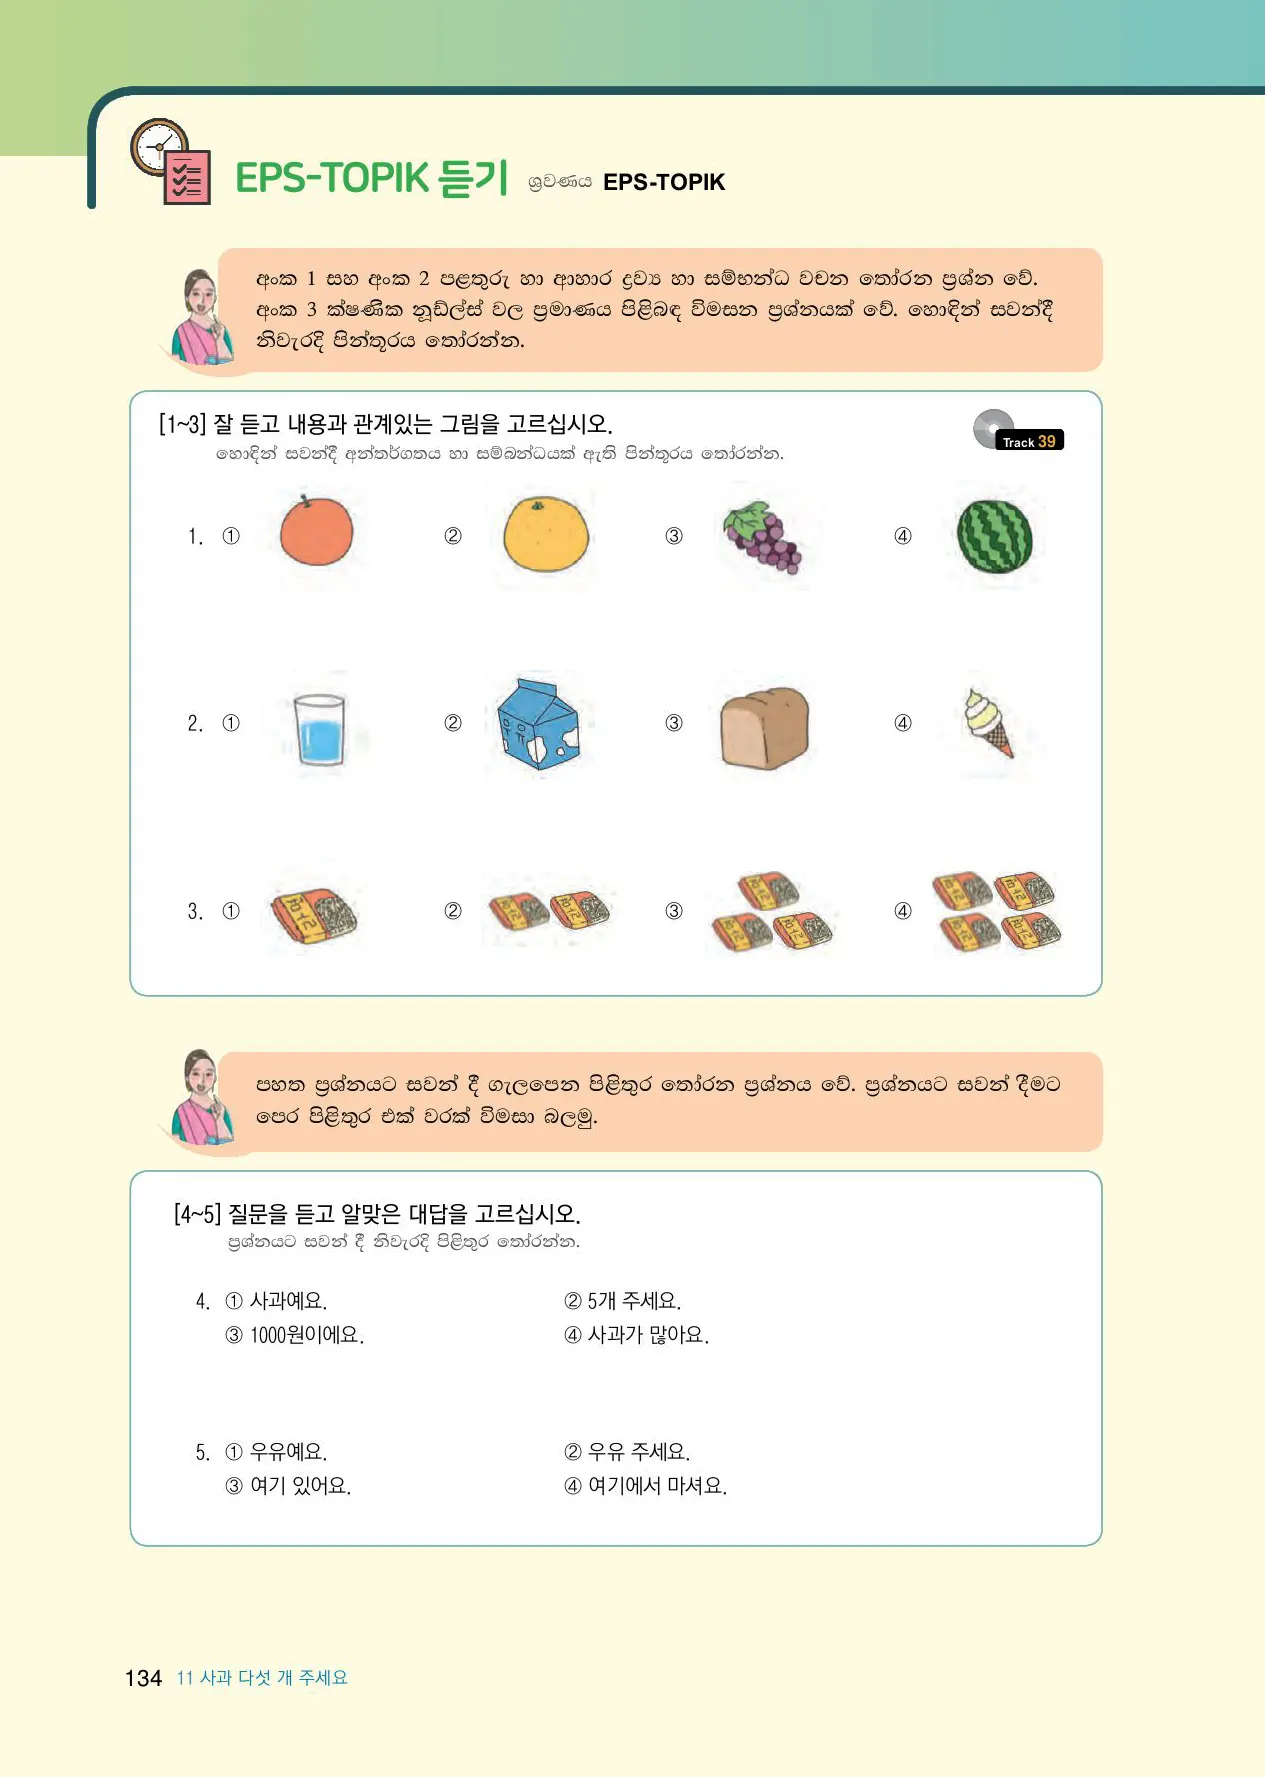 EPS-TOPIK 듣기 ශ්‍රවණය EPS-TOPIK
අංක 1 සහ අංක 2 පළතුරු හා ආහාර ද්‍රව්‍ය හා සම්භන්ධ වචන තෝරන ප්‍රශ්න වේ.
අංක 3 ක්ෂණික නූඩ්ල්ස් වල ප්‍රමාණය පිළිබඳ විමසන ප්‍රශ්නයක් වේ. හොඳින් සවන්දී
නිවැරදි පින්තූරය තෝරන්න.
[1~3] 잘 듣고 내용과 관계있는 그림을 고르십시오.
Track 39
හොඳින් සවන්දී අන්තර්ගතය හා සම්බන්ධයක් ඇති පින්තූරය තෝරන්න.
1. ① ② ③ ④
2. ① ② ③ ④
3. ① ② ③ ④
පහත ප්‍රශ්නයට සවන් දී ගැලපෙන පිළිතුර තෝරන ප්‍රශ්නය වේ. ප්‍රශ්නයට සවන් දීමට
පෙර පිළිතුර එක් වරක් විමසා බලමු.
[4~5] 질문을 듣고 알맞은 대답을 고르십시오.
ප්‍රශ්නයට සවන් දී නිවැරදි පිළිතුර තෝරන්න.
4. ① 사과예요. ② 5개 주세요.
③ 1000원이에요. ④ 사과가 많아요.
5. ① 우유예요. ② 우유 주세요.
③ 여기 있어요. ④ 여기에서 마셔요.
134 11 사과 다섯 개 주세요